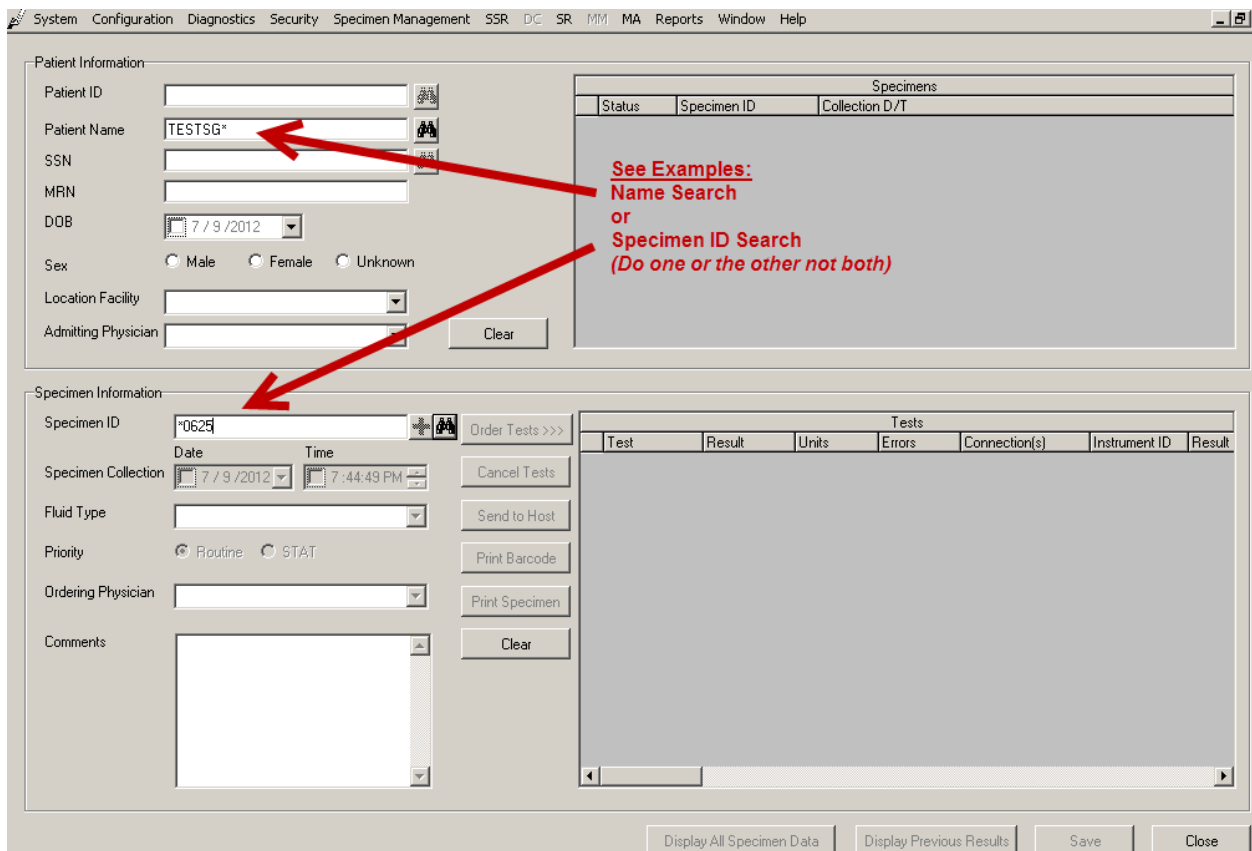 System Configuration Diagnostics Security Specimen Management SSR DC SR MM MA Reports Window Help
Patient Information
Patient ID
Patient Name TESTSG*
SSN
MRN
DOB 7 / 9 /2012
Sex Male Female Unknown
Location Facility
Admitting Physician Clear
Specimens
Status Specimen ID Collection D/T
See Examples:
Name Search
or
Specimen ID Search
(Do one or the other not both)
Specimen Information
Specimen ID *0625 Order Tests >>>
Date Time
Specimen Collection 7 / 9 /2012 7 :44:49 PM Cancel Tests
Fluid Type Send to Host
Priority Routine STAT Print Barcode
Ordering Physician Print Specimen
Comments Clear
Tests
Test Result Units Errors Connection(s) Instrument ID Result
Display All Specimen Data Display Previous Results Save Close